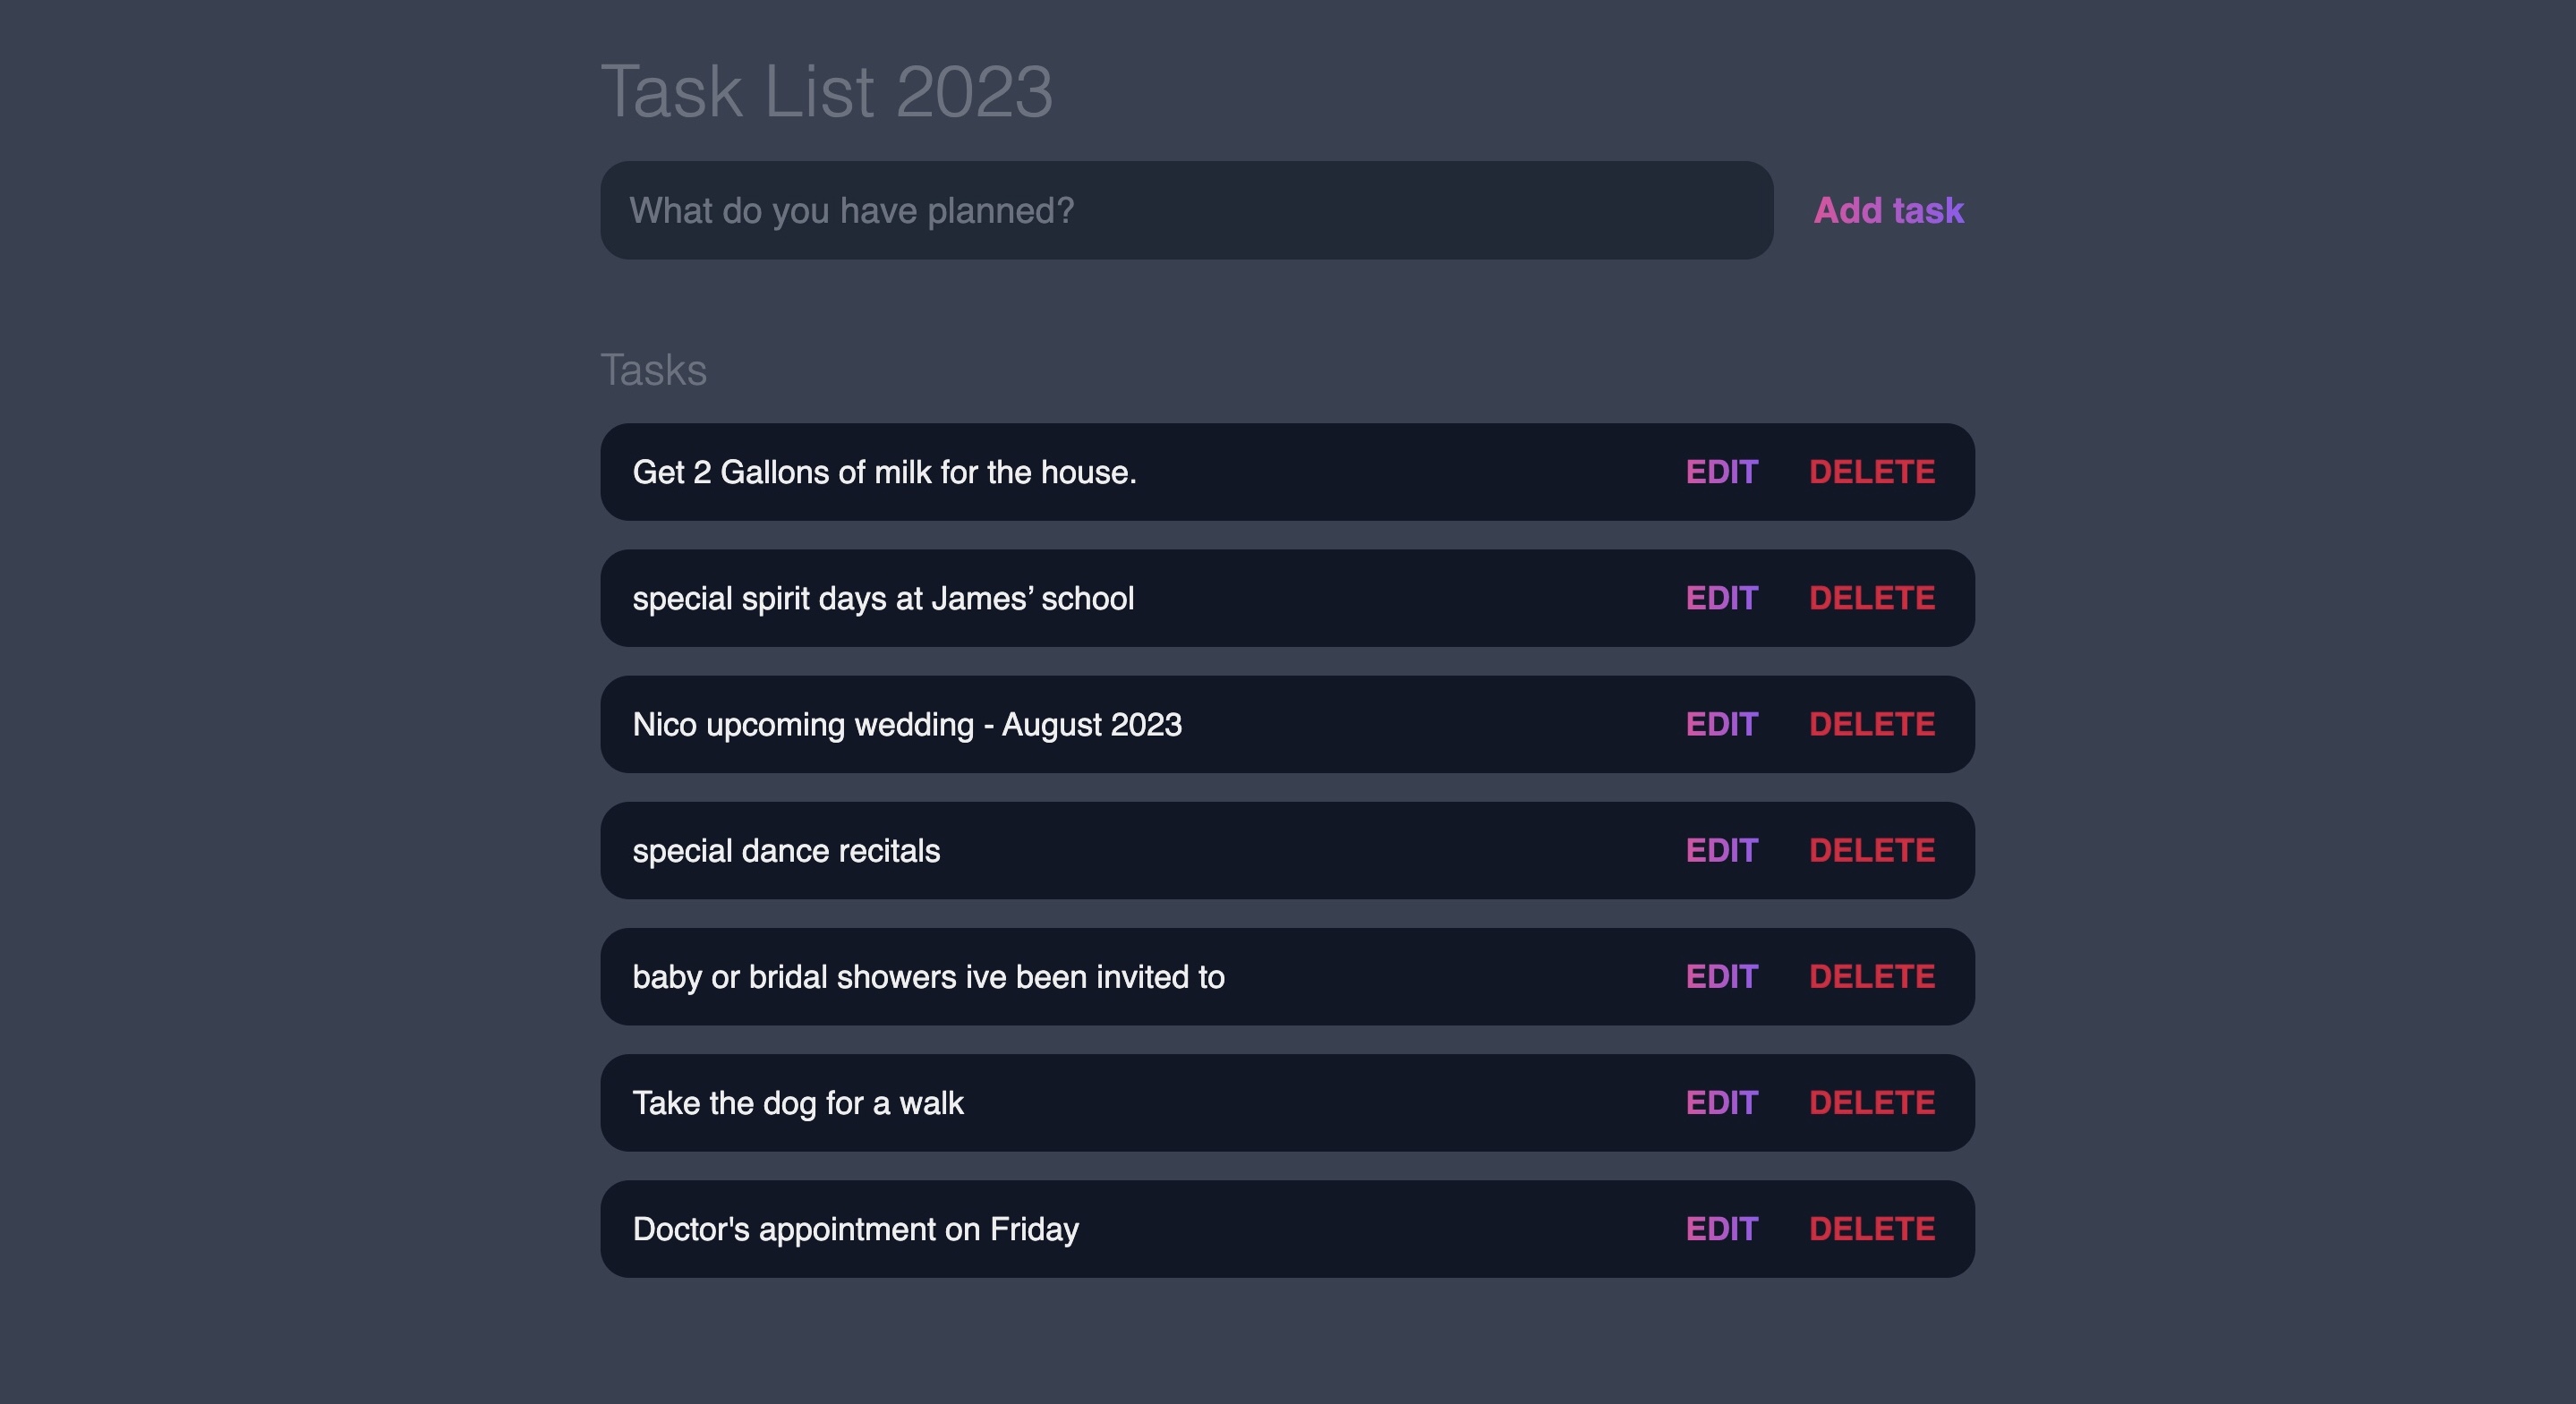 Task List 2023
What do you have planned? Add task
Tasks
Get 2 Gallons of milk for the house. EDIT DELETE
special spirit days at James’ school EDIT DELETE
Nico upcoming wedding - August 2023 EDIT DELETE
special dance recitals EDIT DELETE
baby or bridal showers ive been invited to EDIT DELETE
Take the dog for a walk EDIT DELETE
Doctor's appointment on Friday EDIT DELETE